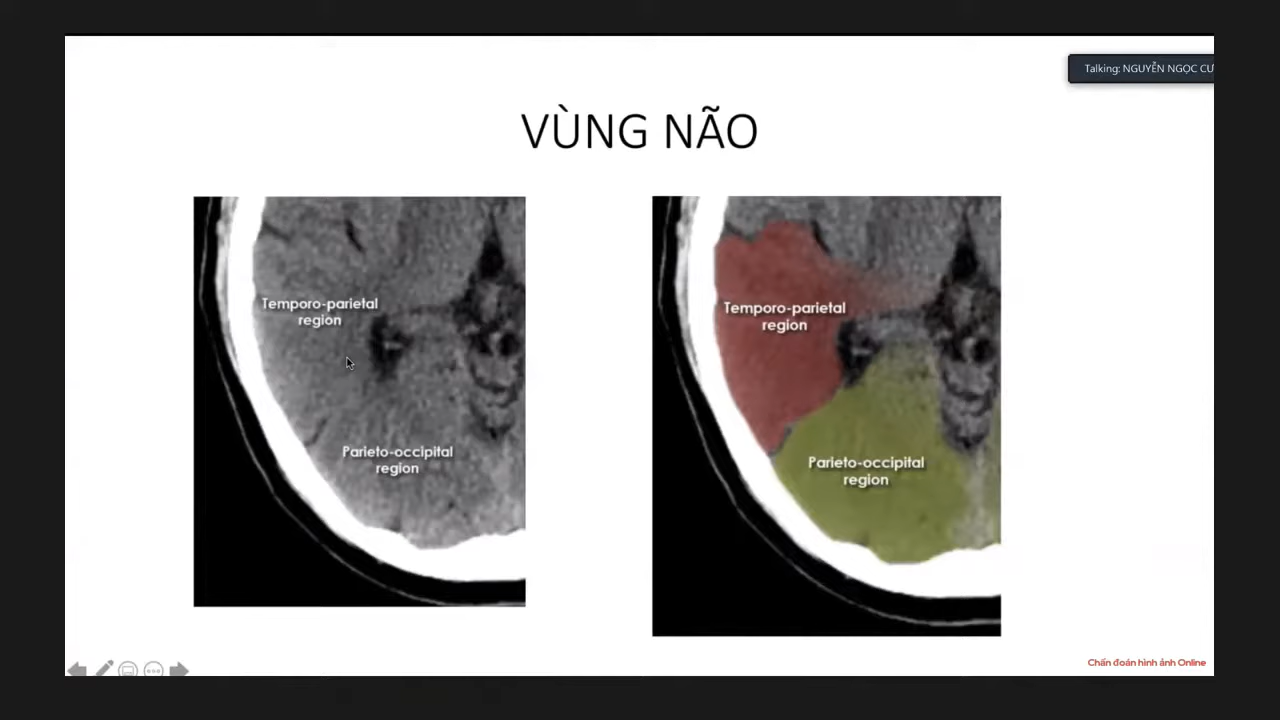 Talking: NGUYỄN NGỌC CƯ
VÙNG NÃO
Temporo-parietal
region
Parieto-occipital
region
Temporo-parietal
region
Parieto-occipital
region
Chẩn đoán hình ảnh Online